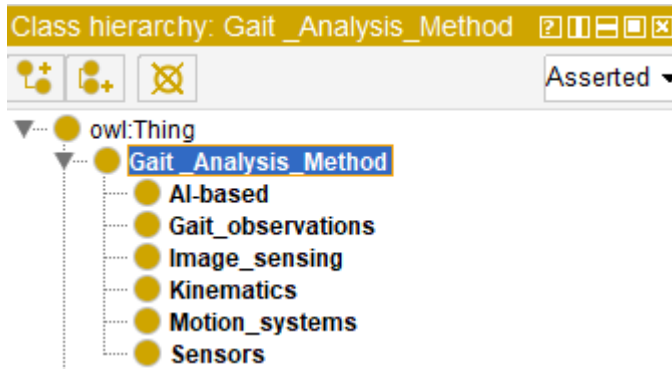 Class hierarchy: Gait _Analysis_Method
Asserted
owl:Thing
Gait _Analysis_Method
AI-based
Gait_observations
Image_sensing
Kinematics
Motion_systems
Sensors